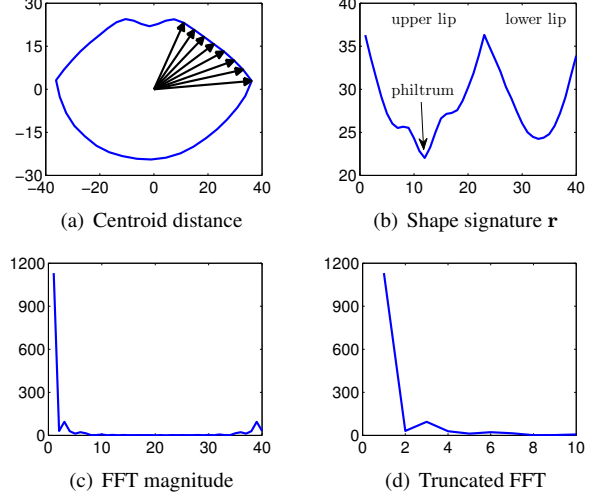 30
15
0
−15
−30
−40 −20 0 20 40
(a) Centroid distance
40
35
30
25
20
0 10 20 30 40
upper lip
lower lip
philtrum
(b) Shape signature r
1200
900
600
300
0
0 10 20 30 40
(c) FFT magnitude
1200
900
600
300
0
0 2 4 6 8 10
(d) Truncated FFT